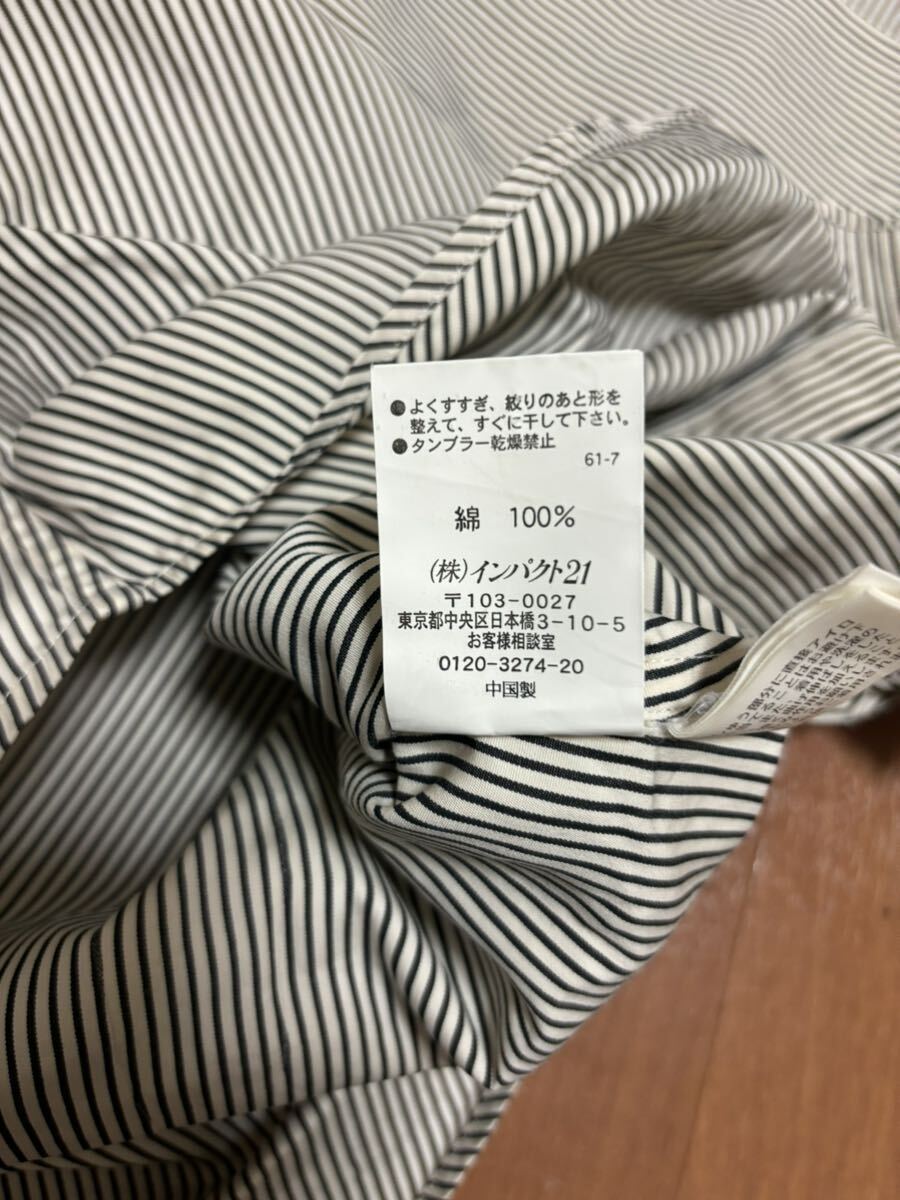 ●よくすすぎ、絞りのあと形を
整えて、すぐに干して下さい。
●タンブラー乾燥禁止
61-7
綿 100%
(株)インパクト21
〒103-0027
東京都中央区日本橋3-10-5
お客様相談室
0120-3274-20
中国製